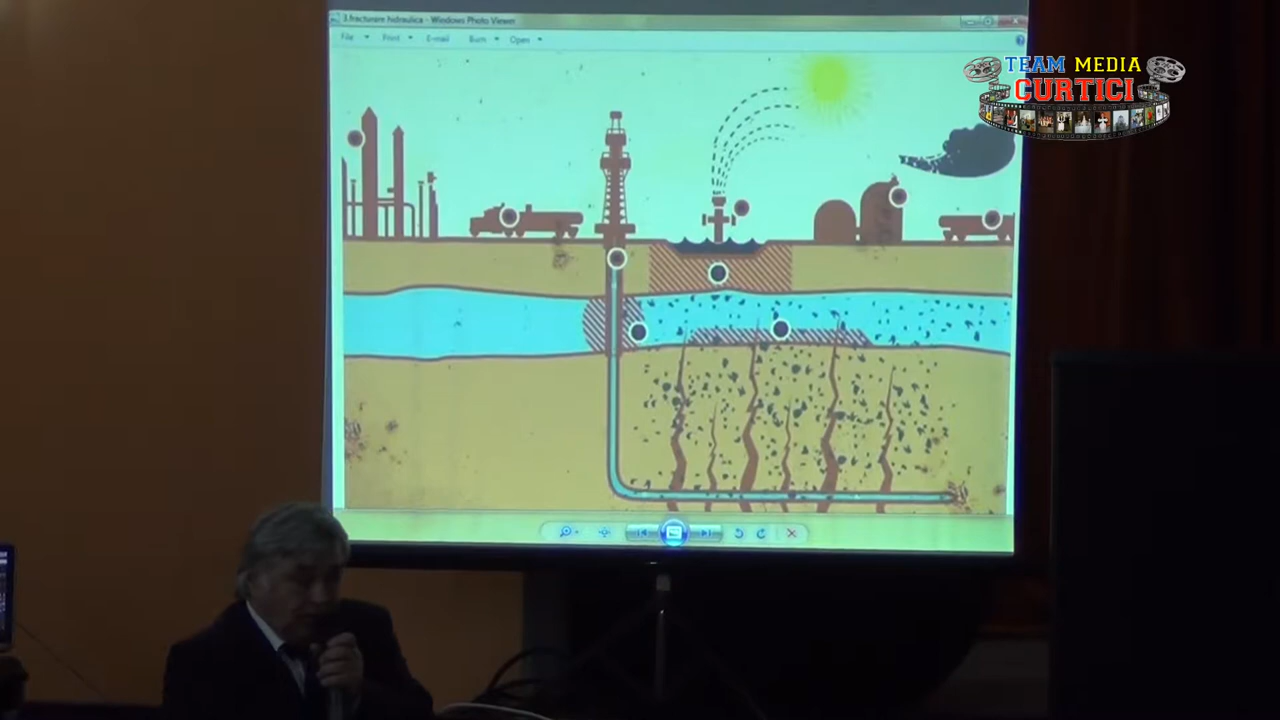 3.fracturare hidraulica - Windows Photo Viewer
File Print E-mail Burn Open
TEAM MEDIA
CURTICI